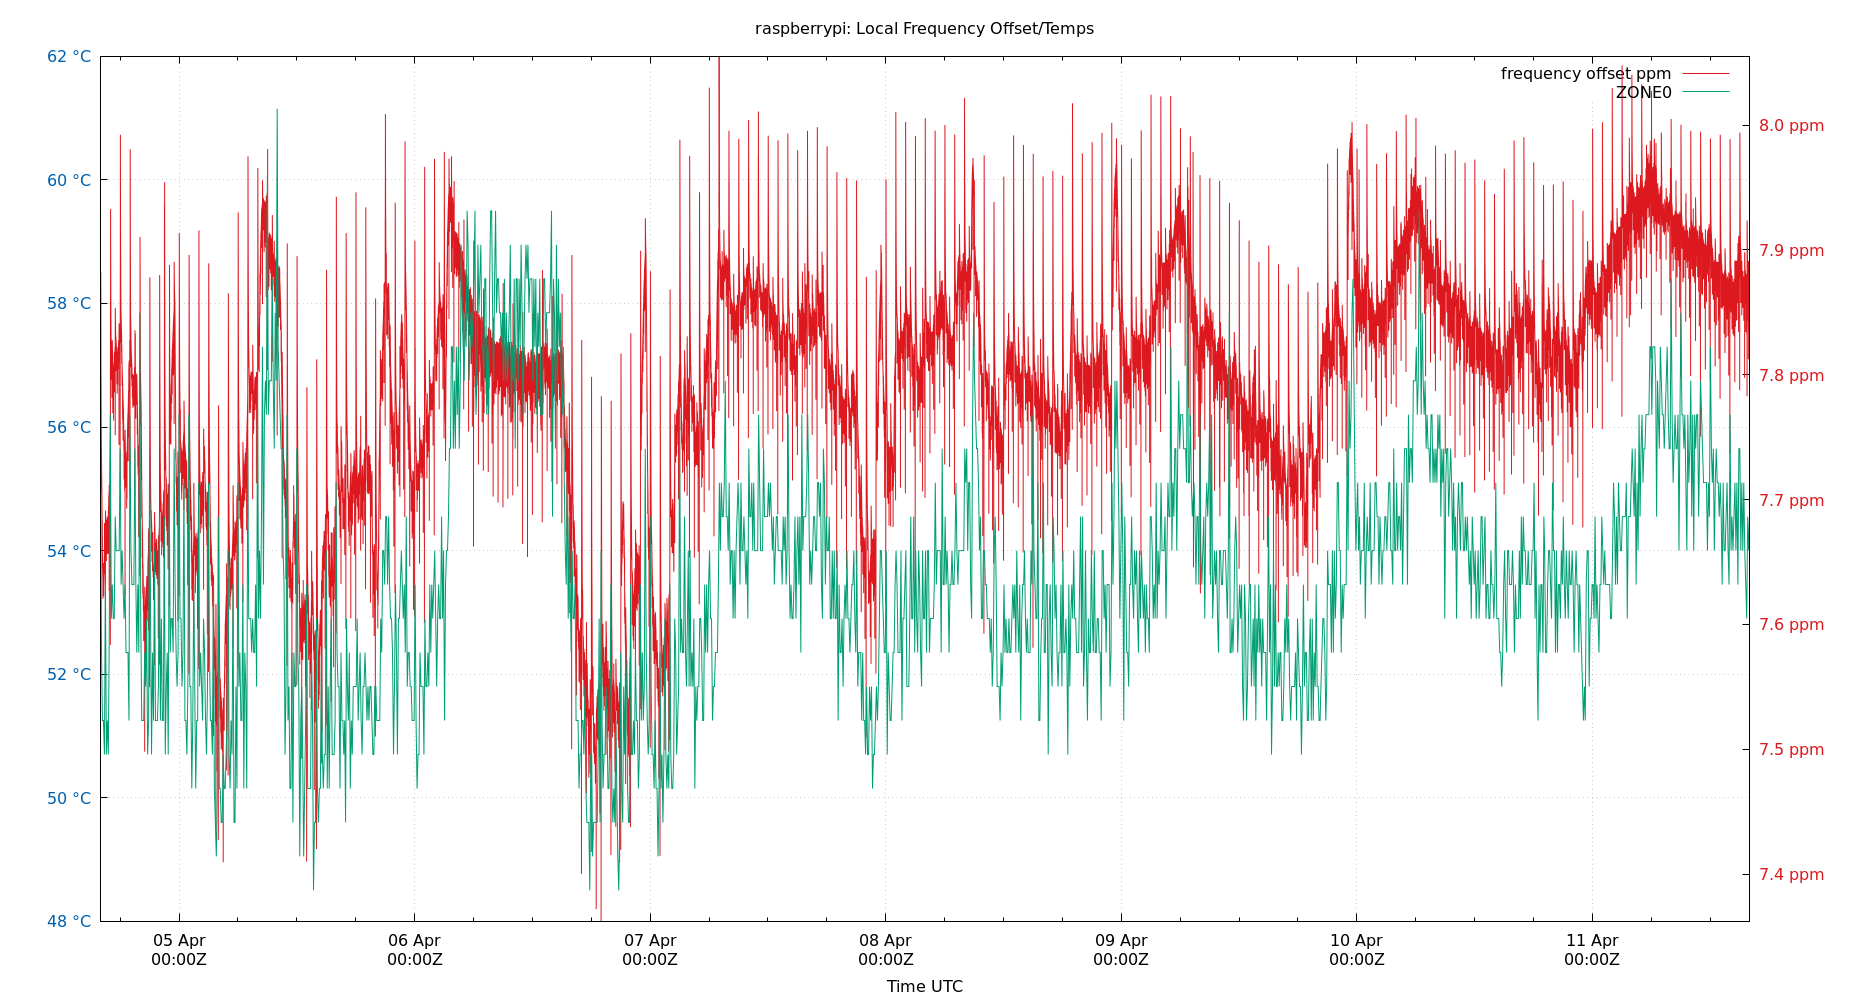 raspberrypi: Local Frequency Offset/Temps
frequency offset ppm
ZONE0
62 °C
60 °C
58 °C
56 °C
54 °C
52 °C
50 °C
48 °C
8.0 ppm
7.9 ppm
7.8 ppm
7.7 ppm
7.6 ppm
7.5 ppm
7.4 ppm
05 Apr
00:00Z
06 Apr
00:00Z
07 Apr
00:00Z
08 Apr
00:00Z
09 Apr
00:00Z
10 Apr
00:00Z
11 Apr
00:00Z
Time UTC